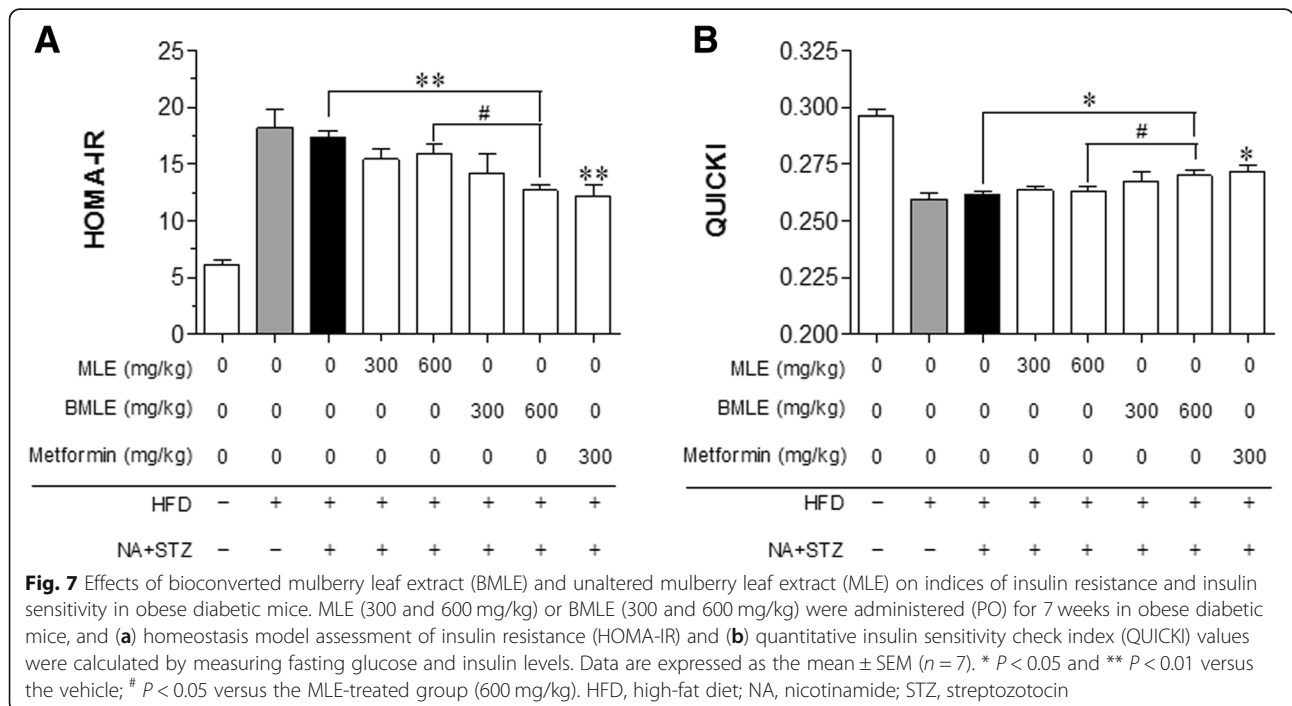 A
B
25
20
15
10
5
0
HOMA-IR
**
#
**
0.325
0.300
0.275
0.250
0.225
0.200
QUICKI
*
#
*
MLE (mg/kg) 0 0 0 300 600 0 0 0
BMLE (mg/kg) 0 0 0 0 0 300 600 0
Metformin (mg/kg) 0 0 0 0 0 0 0 300
HFD − + + + + + + +
NA+STZ − − + + + + + +
MLE (mg/kg) 0 0 0 300 600 0 0 0
BMLE (mg/kg) 0 0 0 0 0 300 600 0
Metformin (mg/kg) 0 0 0 0 0 0 0 300
HFD − + + + + + + +
NA+STZ − − + + + + + +
Fig. 7 Effects of bioconverted mulberry leaf extract (BMLE) and unaltered mulberry leaf extract (MLE) on indices of insulin resistance and insulin
sensitivity in obese diabetic mice. MLE (300 and 600 mg/kg) or BMLE (300 and 600 mg/kg) were administered (PO) for 7 weeks in obese diabetic
mice, and (a) homeostasis model assessment of insulin resistance (HOMA-IR) and (b) quantitative insulin sensitivity check index (QUICKI) values
were calculated by measuring fasting glucose and insulin levels. Data are expressed as the mean ± SEM (n = 7). * P < 0.05 and ** P < 0.01 versus
the vehicle; # P < 0.05 versus the MLE-treated group (600 mg/kg). HFD, high-fat diet; NA, nicotinamide; STZ, streptozotocin